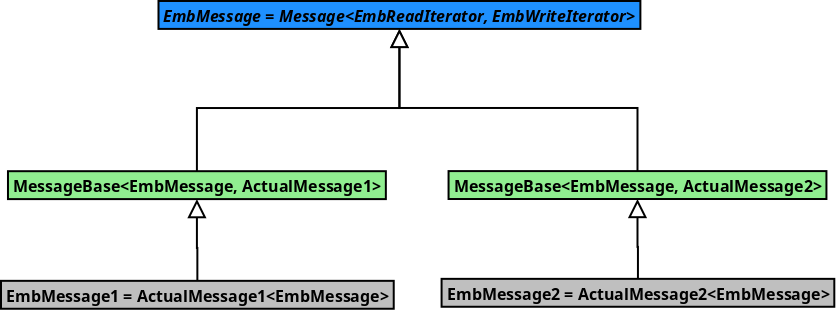 EmbMessage = Message<EmbReadIterator, EmbWriteIterator>
MessageBase<EmbMessage, ActualMessage1>
MessageBase<EmbMessage, ActualMessage2>
EmbMessage1 = ActualMessage1<EmbMessage>
EmbMessage2 = ActualMessage2<EmbMessage>